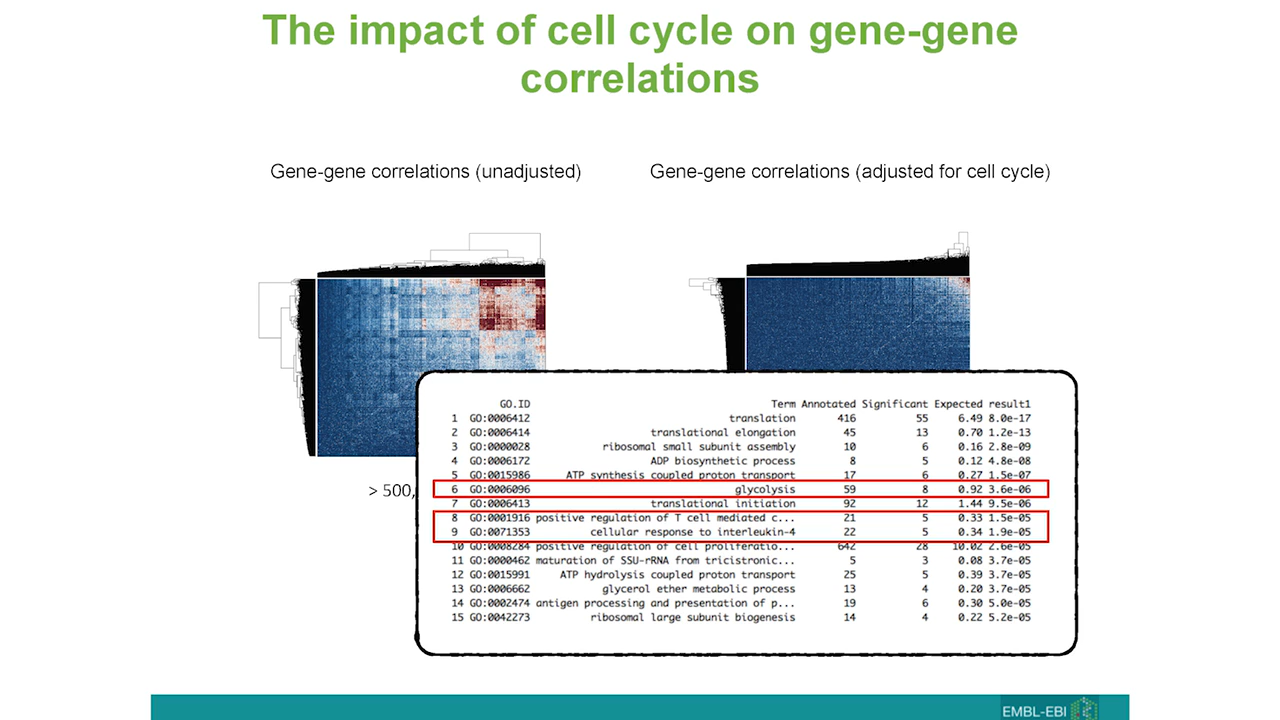 The impact of cell cycle on gene-gene
correlations
Gene-gene correlations (unadjusted)
Gene-gene correlations (adjusted for cell cycle)
> 500,
GO.ID Term Annotated Significant Expected result1
1 GO:0006412 translation 416 55 6.49 8.0e-17
2 GO:0006414 translational elongation 45 13 0.70 1.2e-13
3 GO:0000028 ribosomal small subunit assembly 10 6 0.16 2.8e-09
4 GO:0006172 ADP biosynthetic process 8 5 0.12 4.8e-08
5 GO:0015986 ATP synthesis coupled proton transport 17 6 0.27 1.5e-07
6 GO:0006096 glycolysis 59 8 0.92 3.6e-06
7 GO:0006413 translational initiation 92 12 1.44 9.5e-06
8 GO:0001916 positive regulation of T cell mediated c... 21 5 0.33 1.5e-05
9 GO:0071353 cellular response to interleukin-4 22 5 0.34 1.9e-05
10 GO:0008284 positive regulation of cell proliferatio... 642 28 10.02 2.6e-05
11 GO:0000462 maturation of SSU-rRNA from tricistronic... 5 3 0.08 3.7e-05
12 GO:0015991 ATP hydrolysis coupled proton transport 25 5 0.39 3.7e-05
13 GO:0006662 glycerol ether metabolic process 13 4 0.20 3.7e-05
14 GO:0002474 antigen processing and presentation of p... 19 6 0.30 5.0e-05
15 GO:0042273 ribosomal large subunit biogenesis 14 4 0.22 5.2e-05
EMBL-EBI